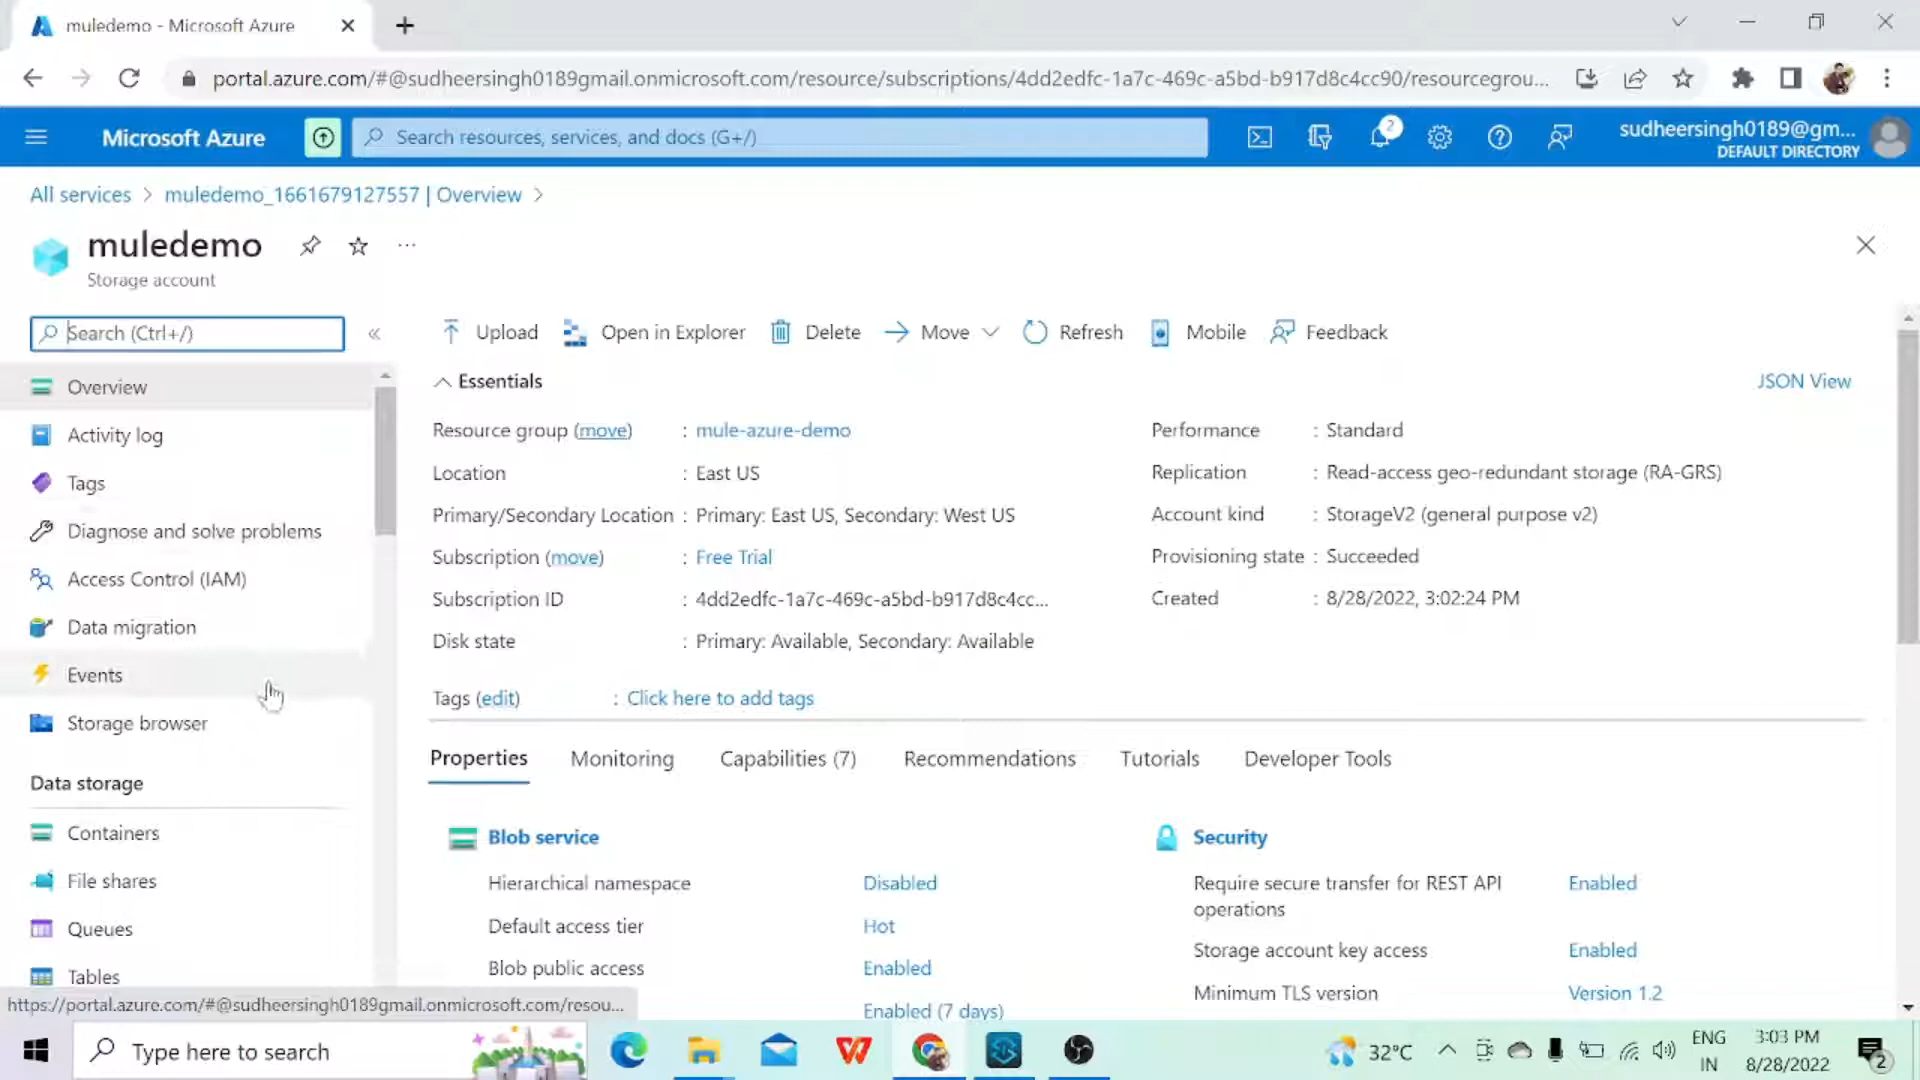 muledemo - Microsoft Azure
portal.azure.com/#@sudheersingh0189gmail.onmicrosoft.com/resource/subscriptions/4dd2edfc-1a7c-469c-a5bd-b917d8c4cc90/resourcegrou...
Microsoft Azure
Search resources, services, and docs (G+/)
2
sudheersingh0189@gm...
DEFAULT DIRECTORY
All services > muledemo_1661679127557 | Overview >
muledemo
Storage account
Search (Ctrl+/)
Overview
Activity log
Tags
Diagnose and solve problems
Access Control (IAM)
Data migration
Events
Storage browser
Data storage
Containers
File shares
Queues
Tables
Upload Open in Explorer Delete Move Refresh Mobile Feedback
Essentials
JSON View
Resource group (move) : mule-azure-demo
Location : East US
Primary/Secondary Location : Primary: East US, Secondary: West US
Subscription (move) : Free Trial
Subscription ID : 4dd2edfc-1a7c-469c-a5bd-b917d8c4cc...
Disk state : Primary: Available, Secondary: Available
Performance : Standard
Replication : Read-access geo-redundant storage (RA-GRS)
Account kind : StorageV2 (general purpose v2)
Provisioning state : Succeeded
Created : 8/28/2022, 3:02:24 PM
Tags (edit) : Click here to add tags
Properties Monitoring Capabilities (7) Recommendations Tutorials Developer Tools
Blob service
Hierarchical namespace Disabled
Default access tier Hot
Blob public access Enabled
Enabled (7 days)
Security
Require secure transfer for REST API operations Enabled
Storage account key access Enabled
Minimum TLS version Version 1.2
https://portal.azure.com/#@sudheersingh0189gmail.onmicrosoft.com/resou...
Type here to search
32°C
ENG
IN
3:03 PM
8/28/2022
2